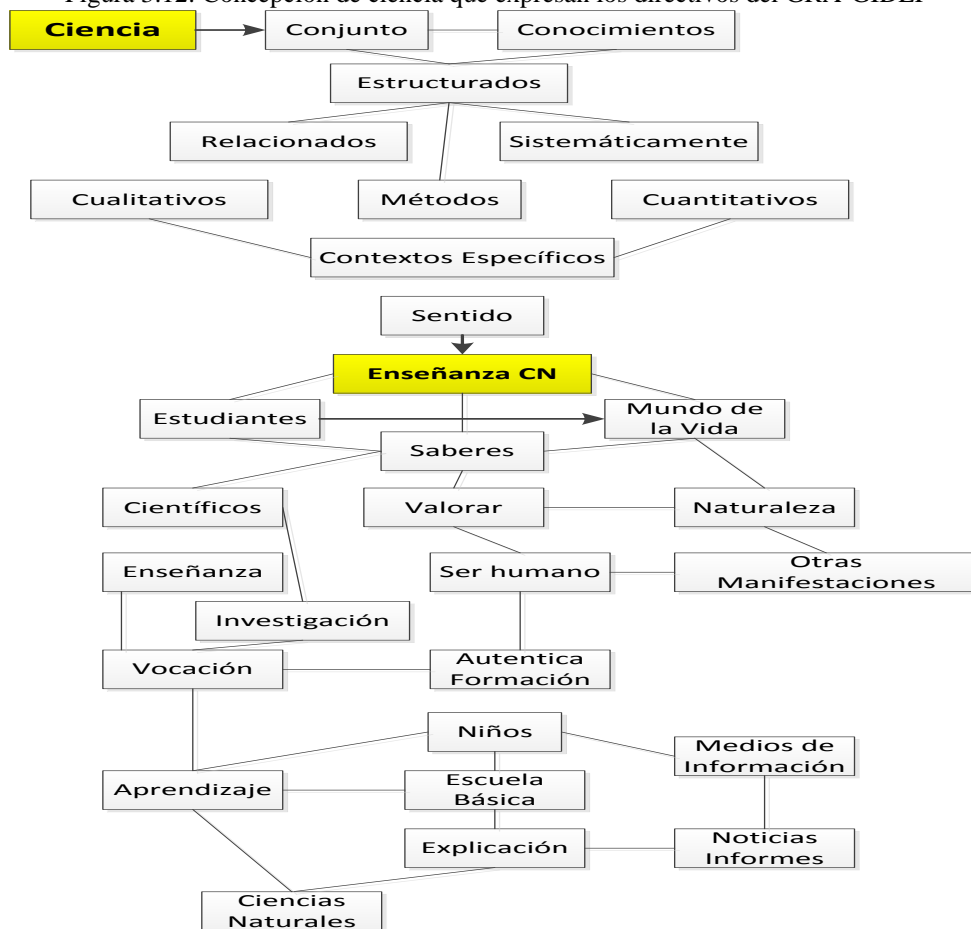 Figura 3.12. Concepción de ciencia que expresan los directivos del
Ciencia
Conjunto
Conocimientos
Estructurados
Relacionados
Sistemáticamente
Cualitativos
Métodos
Cuantitativos
Contextos Específicos
Sentido
Enseñanza CN
Estudiantes
Mundo de
la Vida
Saberes
Científicos
Valorar
Naturaleza
Enseñanza
Ser humano
Otras
Manifestaciones
Investigación
Vocación
Autentica
Formación
Niños
Medios de
Información
Aprendizaje
Escuela
Básica
Explicación
Noticias
Informes
Ciencias
Naturales